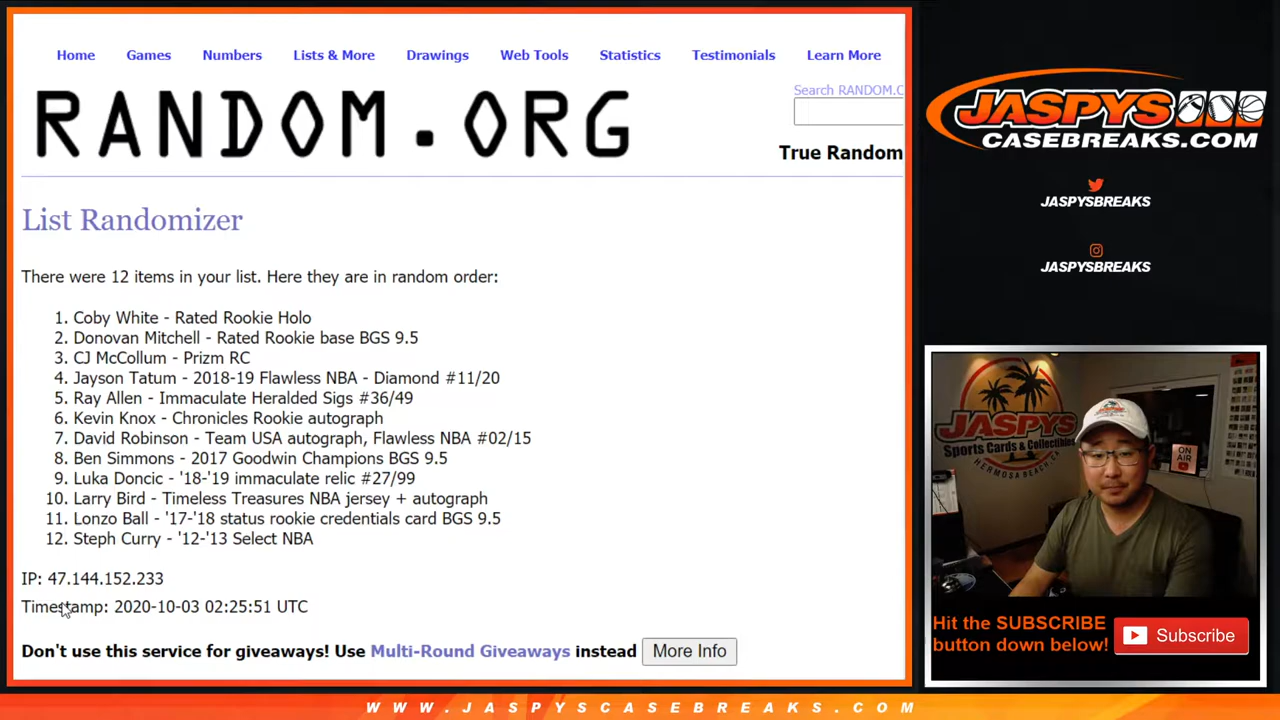 Home Games Numbers Lists & More Drawings Web Tools Statistics Testimonials Learn More
Search RANDOM.C
RANDOM.ORG
True Random
List Randomizer
There were 12 items in your list. Here they are in random order:
1. Coby White - Rated Rookie Holo
2. Donovan Mitchell - Rated Rookie base BGS 9.5
3. CJ McCollum - Prizm RC
4. Jayson Tatum - 2018-19 Flawless NBA - Diamond #11/20
5. Ray Allen - Immaculate Heralded Sigs #36/49
6. Kevin Knox - Chronicles Rookie autograph
7. David Robinson - Team USA autograph, Flawless NBA #02/15
8. Ben Simmons - 2017 Goodwin Champions BGS 9.5
9. Luka Doncic - '18-'19 immaculate relic #27/99
10. Larry Bird - Timeless Treasures NBA jersey + autograph
11. Lonzo Ball - '17-'18 status rookie credentials card BGS 9.5
12. Steph Curry - '12-'13 Select NBA
IP: 47.144.152.233
Timestamp: 2020-10-03 02:25:51 UTC
Don't use this service for giveaways! Use Multi-Round Giveaways instead More Info
JASPYS
CASEBREAKS.COM
JASPYSBREAKS
JASPYSBREAKS
JASPYS
Sports Cards & Collectibles
HERMOSA BEACH, CA
ON AIR
Hit the SUBSCRIBE
button down below!
Subscribe
WWW.JASPYSCASEBREAKS.COM